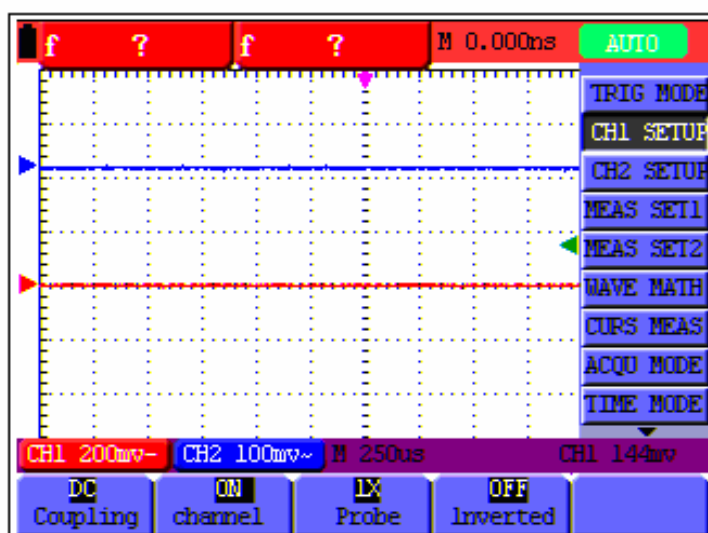 f ? f ? M 0.000ns AUTO
TRIG MODE
CH1 SETUP
CH2 SETUP
MEAS SET1
MEAS SET2
WAVE MATH
CURS MEAS
ACQU MODE
TIME MODE
CH1 200mv- CH2 100mv~ M 250us CH1 144mv
DC ON 1X OFF
Coupling channel Probe lnverted